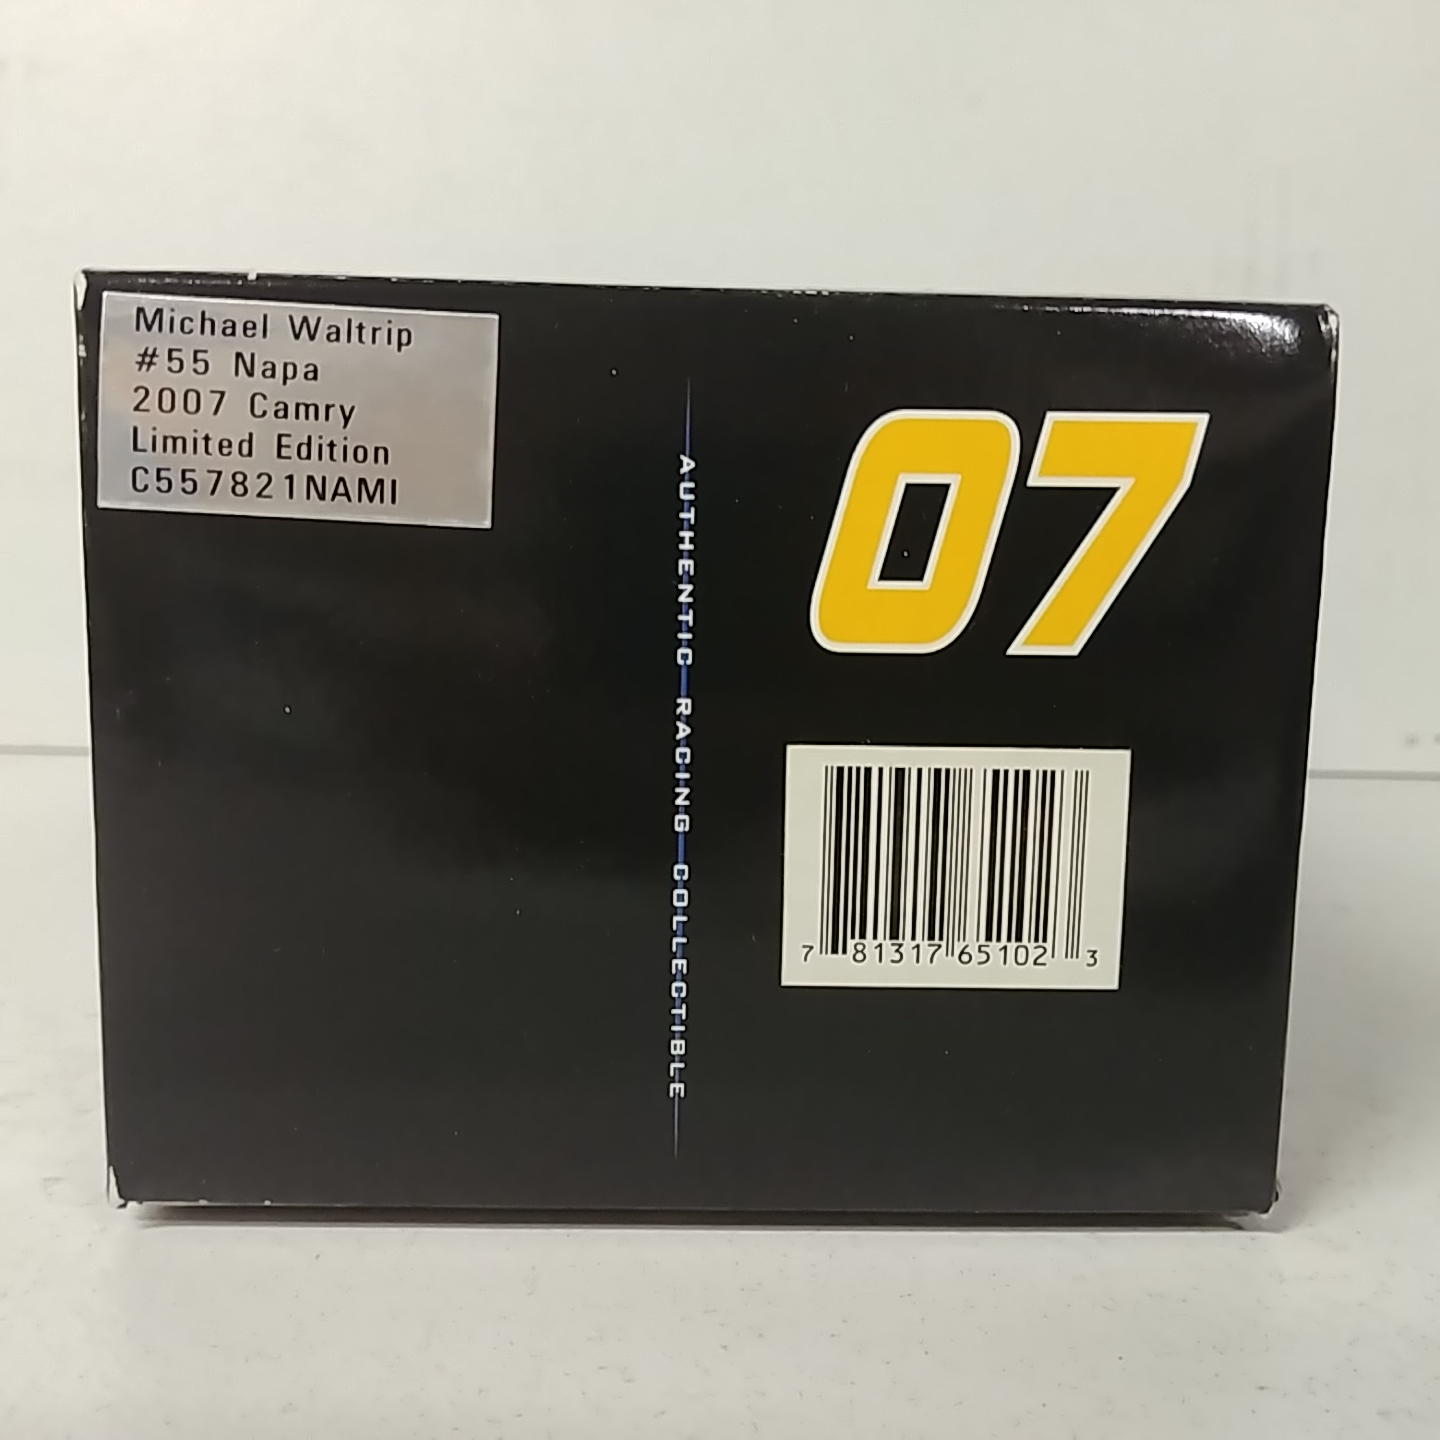 Michael Waltrip
#55 Napa
2007 Camry
Limited Edition
C557821NAMI
AUTHENTIC RACING COLLECTIBLE
07
7 81317 65102 3